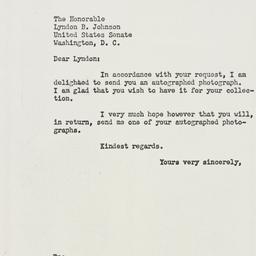 The Honorable
Lyndon B. Johnson
United States Senate
Washington, D. C.
Dear Lyndon:
In accordance with your request, I am
delighted to send you an autographed photograph.
I am glad that you wish to have it for your collec-
tion.
I very much hope however that you will,
in return, send me one of your autographed photo-
graphs.
Kindest regards.
Yours very sincerely,